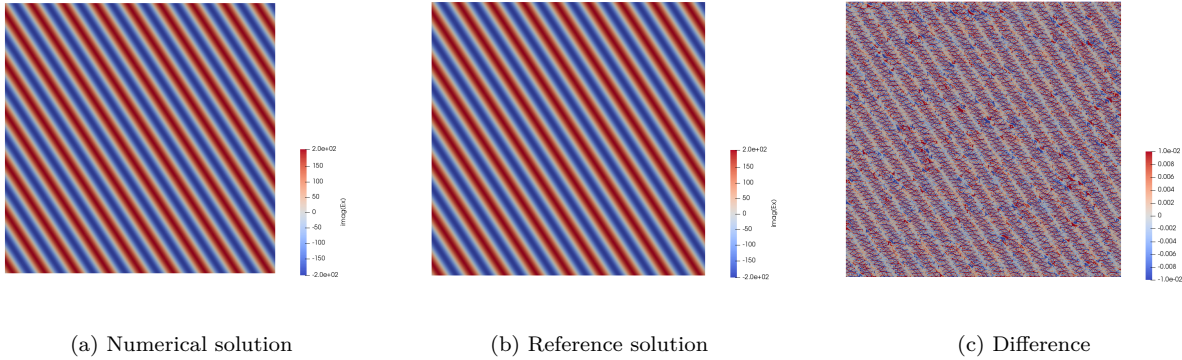 2.0e+02
150
100
50
0
-50
-100
-150
-2.0e+02
imag(Ex)
2.0e+02
150
100
50
0
-50
-100
-150
-2.0e+02
imag(Ex)
1.0e-02
0.008
0.006
0.004
0.002
0
-0.002
-0.004
-0.006
-0.008
-1.0e-02
(a) Numerical solution
(b) Reference solution
(c) Difference